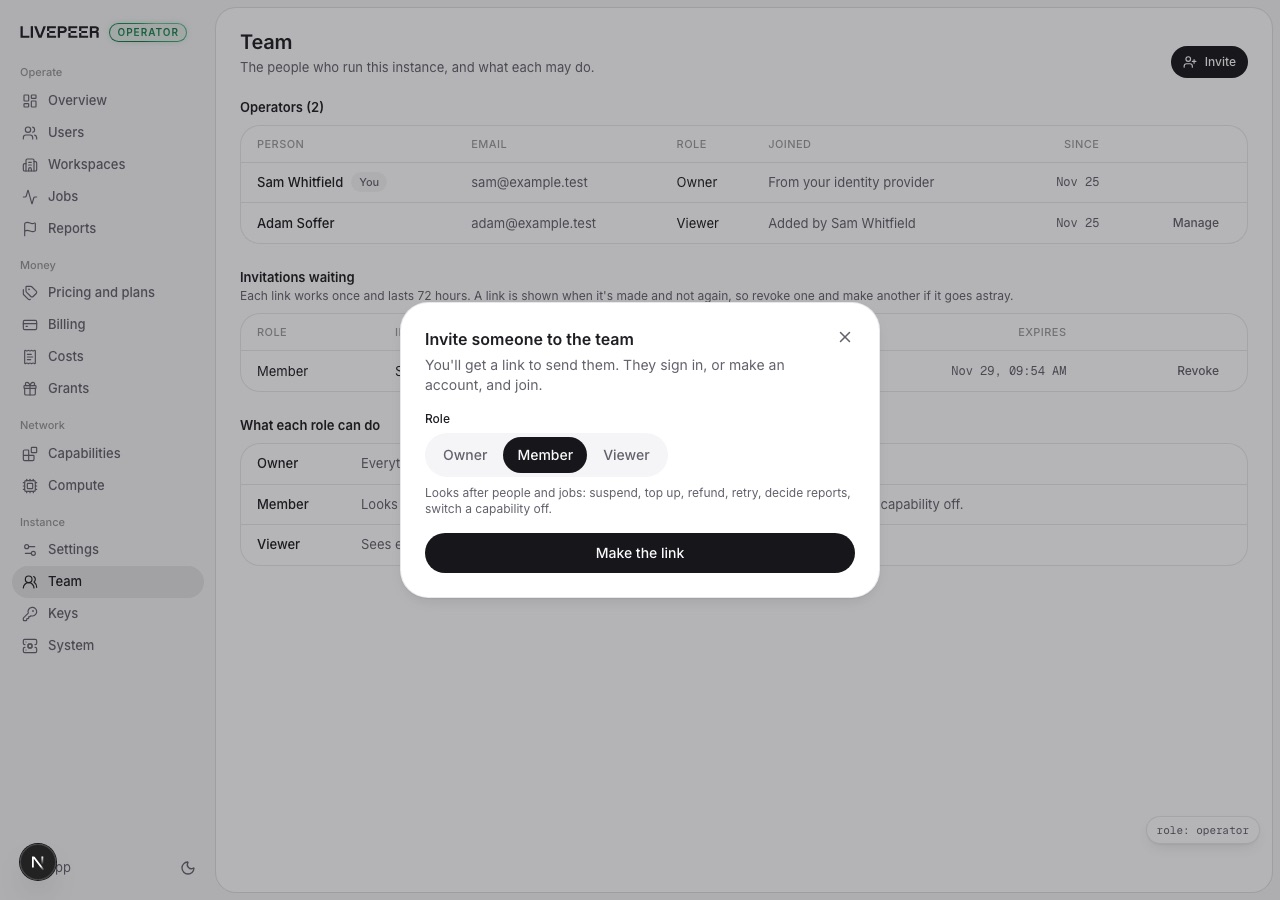 LIVEPEER OPERATOR
Operate
Overview
Users
Workspaces
Jobs
Reports
Money
Pricing and plans
Billing
Costs
Grants
Network
Capabilities
Compute
Instance
Settings
Team
Keys
System
Team
The people who run this instance, and what each may do.
Invite
Operators (2)
PERSON EMAIL ROLE JOINED SINCE
Sam Whitfield You sam@example.test Owner From your identity provider Nov 25
Adam Soffer adam@example.test Viewer Added by Sam Whitfield Nov 25 Manage
Invitations waiting
Each link works once and lasts 72 hours. A link is shown when it's made and not again, so revoke one and make another if it goes astray.
ROLE EXPIRES
Member Nov 29, 09:54 AM Revoke
What each role can do
Owner
Member Looks capability off.
Viewer Sees
Invite someone to the team
You'll get a link to send them. They sign in, or make an
account, and join.
Role
Owner Member Viewer
Looks after people and jobs: suspend, top up, refund, retry, decide reports,
switch a capability off.
Make the link
role: operator
N